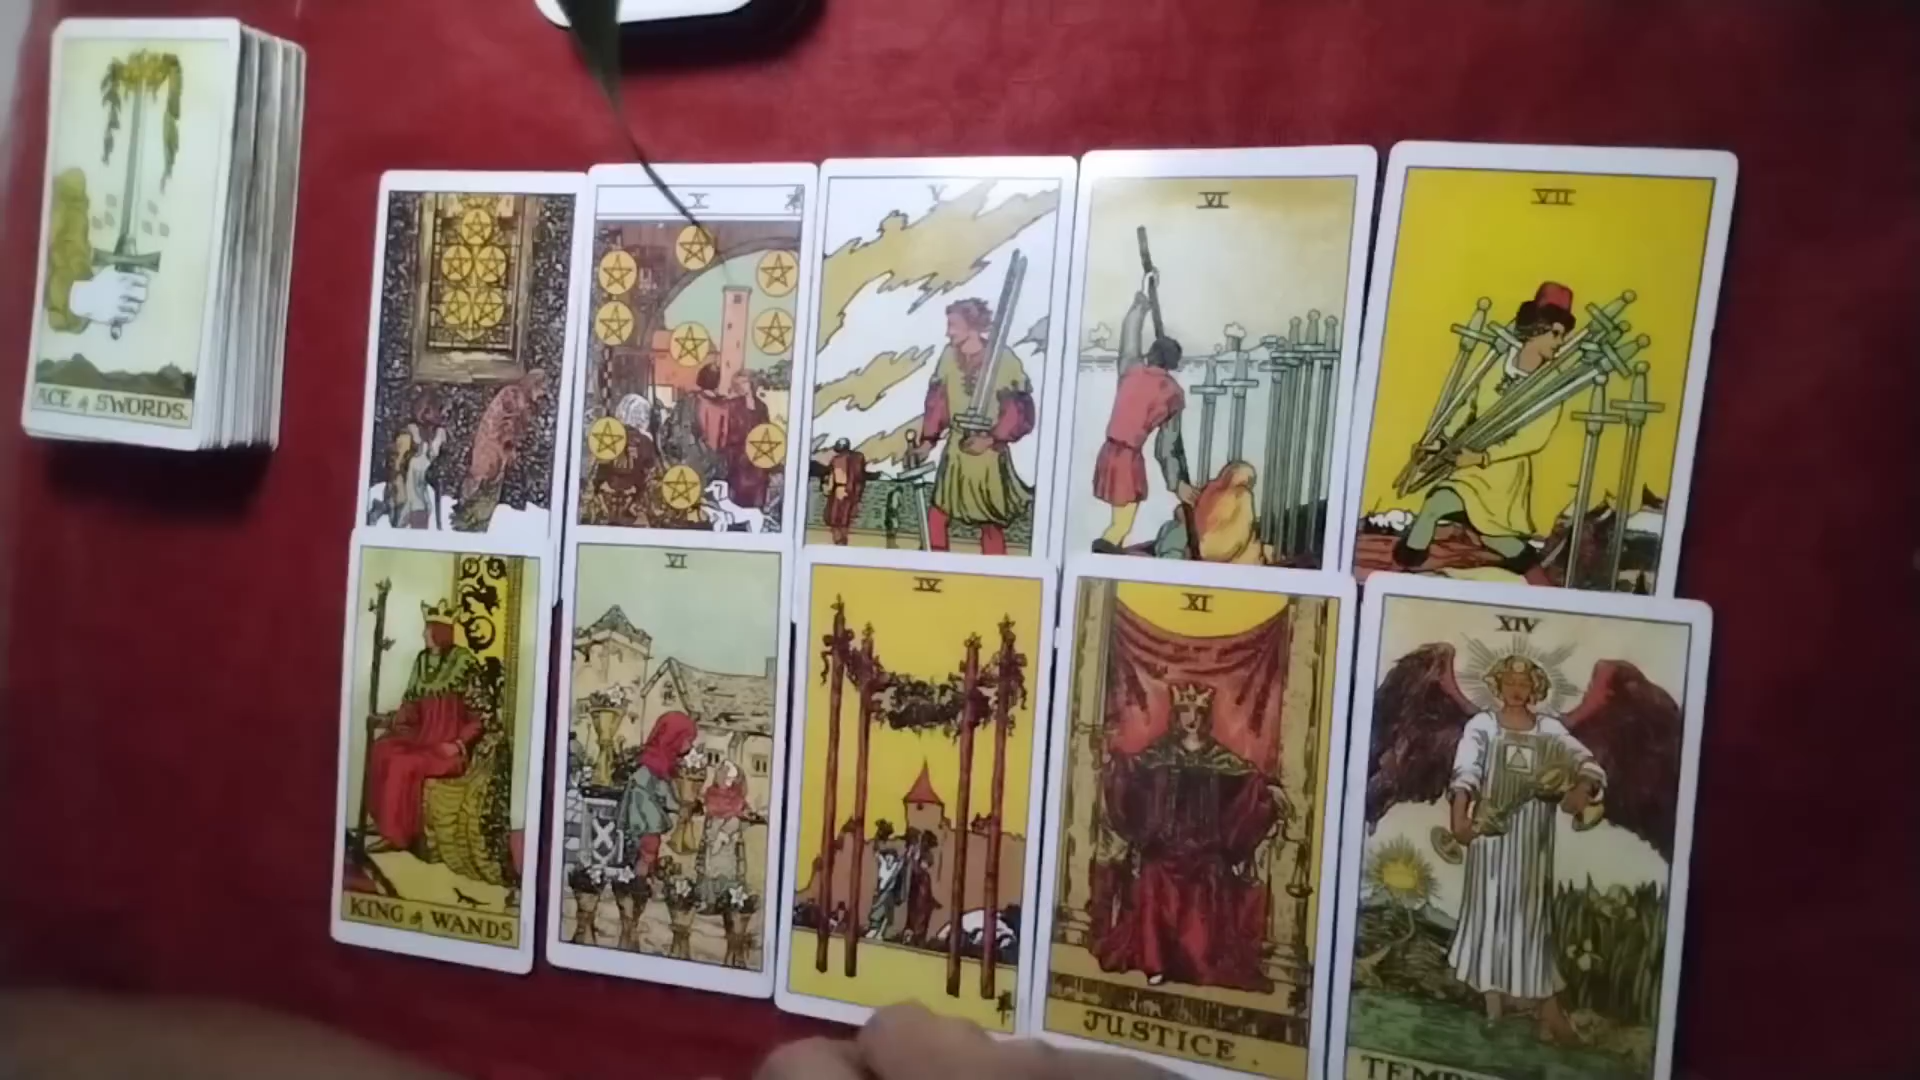 ACE of SWORDS.
X
V
VI
VII
KING of WANDS
VI
IV
XI
JUSTICE.
XIV